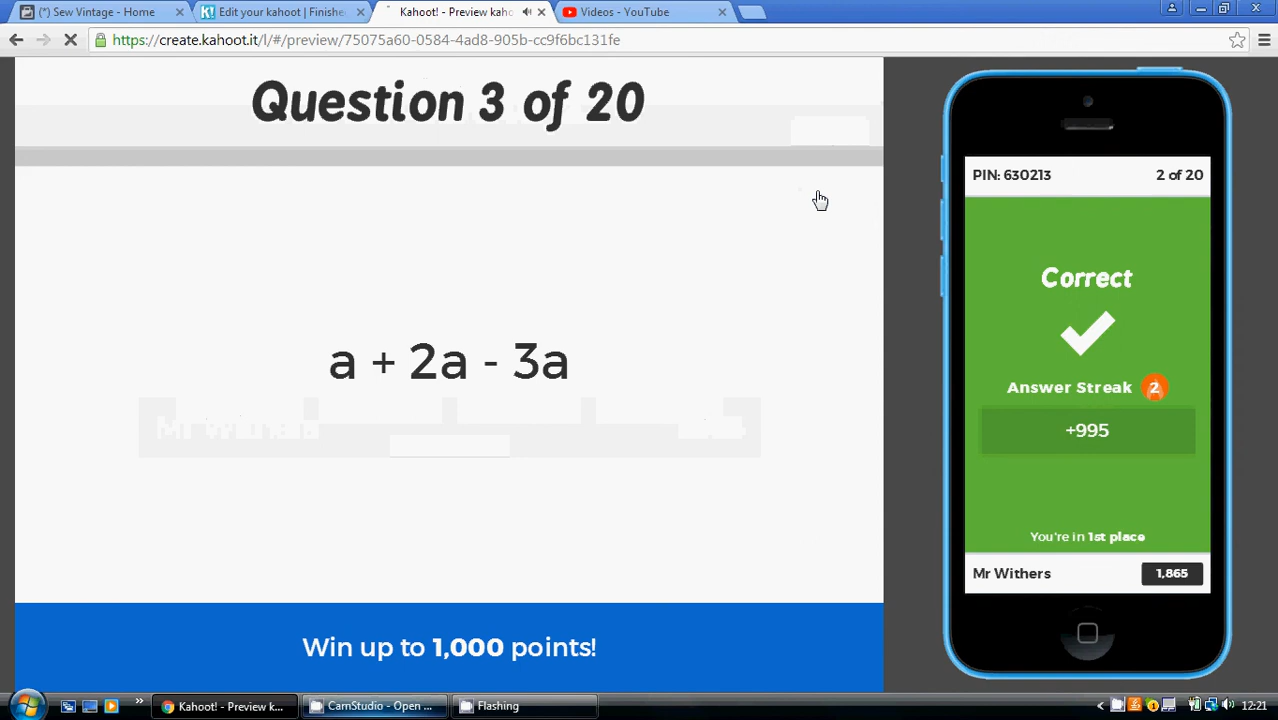 (*) Sew Vintage - Home
Edit your kahoot | Finishe
Kahoot! - Preview kaho
Videos - YouTube
https://create.kahoot.it/l/#/preview/75075a60-0584-4ad8-905b-cc9f6bc131fe
Question 3 of 20
a + 2a - 3a
Mr Withers
Win up to 1,000 points!
PIN: 630213
2 of 20
Correct
Answer Streak 2
+995
You're in 1st place
Mr Withers
1,865
Kahoot! - Preview k...
CamStudio - Open ...
Flashing
12:21